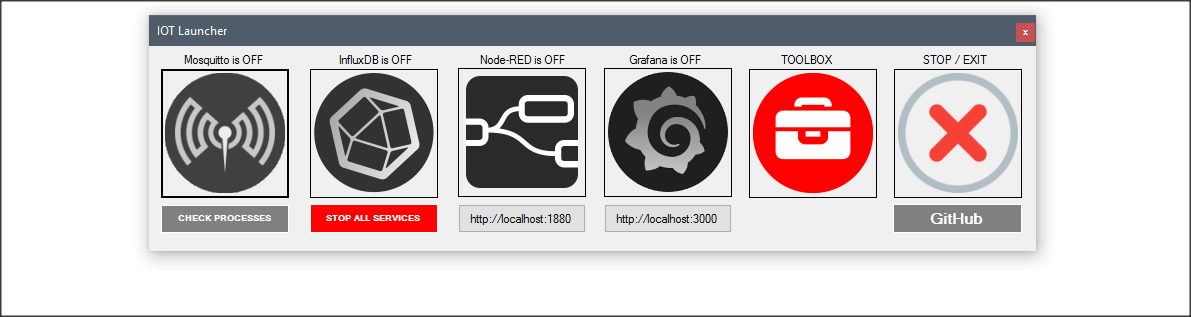 IOT Launcher
x
Mosquitto is OFF
InfluxDB is OFF
Node-RED is OFF
Grafana is OFF
TOOLBOX
STOP / EXIT
CHECK PROCESSES
STOP ALL SERVICES
http://localhost:1880
http://localhost:3000
GitHub